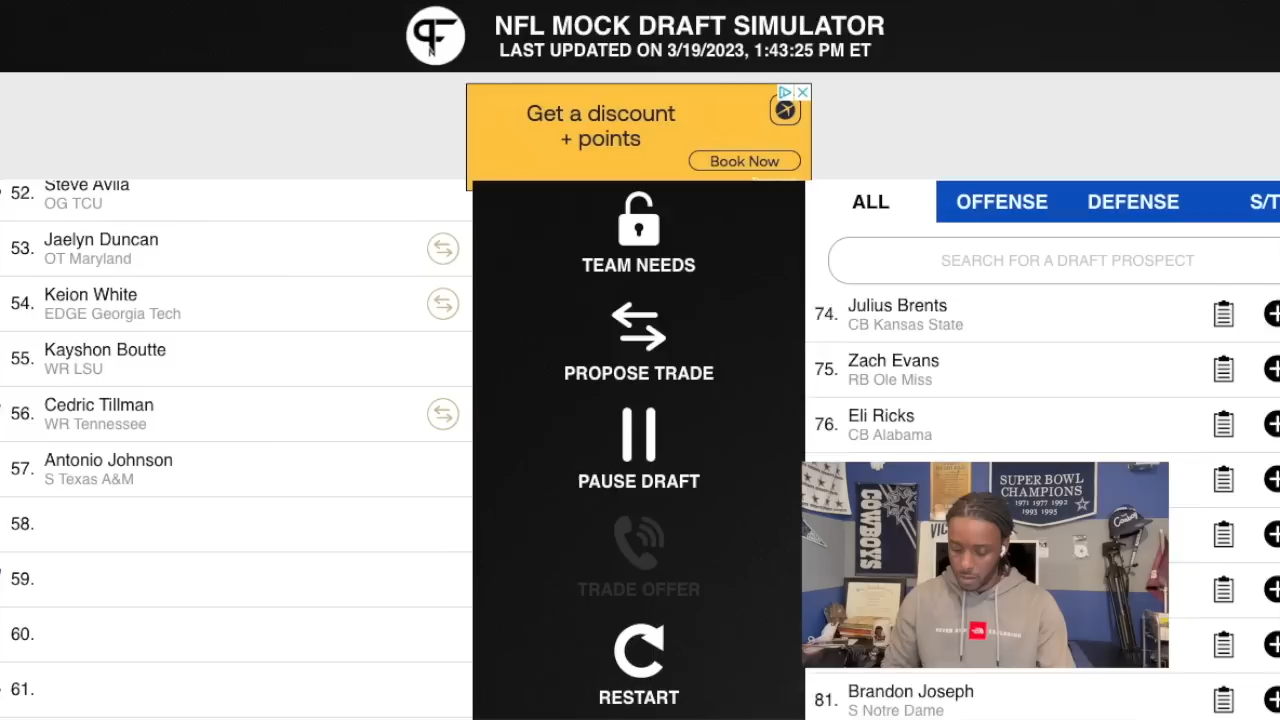 NFL MOCK DRAFT SIMULATOR
LAST UPDATED ON 3/19/2023, 1:43:25 PM ET
Get a discount
+ points
Book Now
52. Steve Avila
OG TCU
53. Jaelyn Duncan
OT Maryland
54. Keion White
EDGE Georgia Tech
55. Kayshon Boutte
WR LSU
56. Cedric Tillman
WR Tennessee
57. Antonio Johnson
S Texas A&M
58.
59.
60.
61.
TEAM NEEDS
PROPOSE TRADE
PAUSE DRAFT
TRADE OFFER
RESTART
ALL OFFENSE DEFENSE S/T
SEARCH FOR A DRAFT PROSPECT
74. Julius Brents
CB Kansas State
75. Zach Evans
RB Ole Miss
76. Eli Ricks
CB Alabama
COWBOYS
SUPER BOWL
CHAMPIONS
1971 1977 1992
1993 1995
81. Brandon Joseph
S Notre Dame